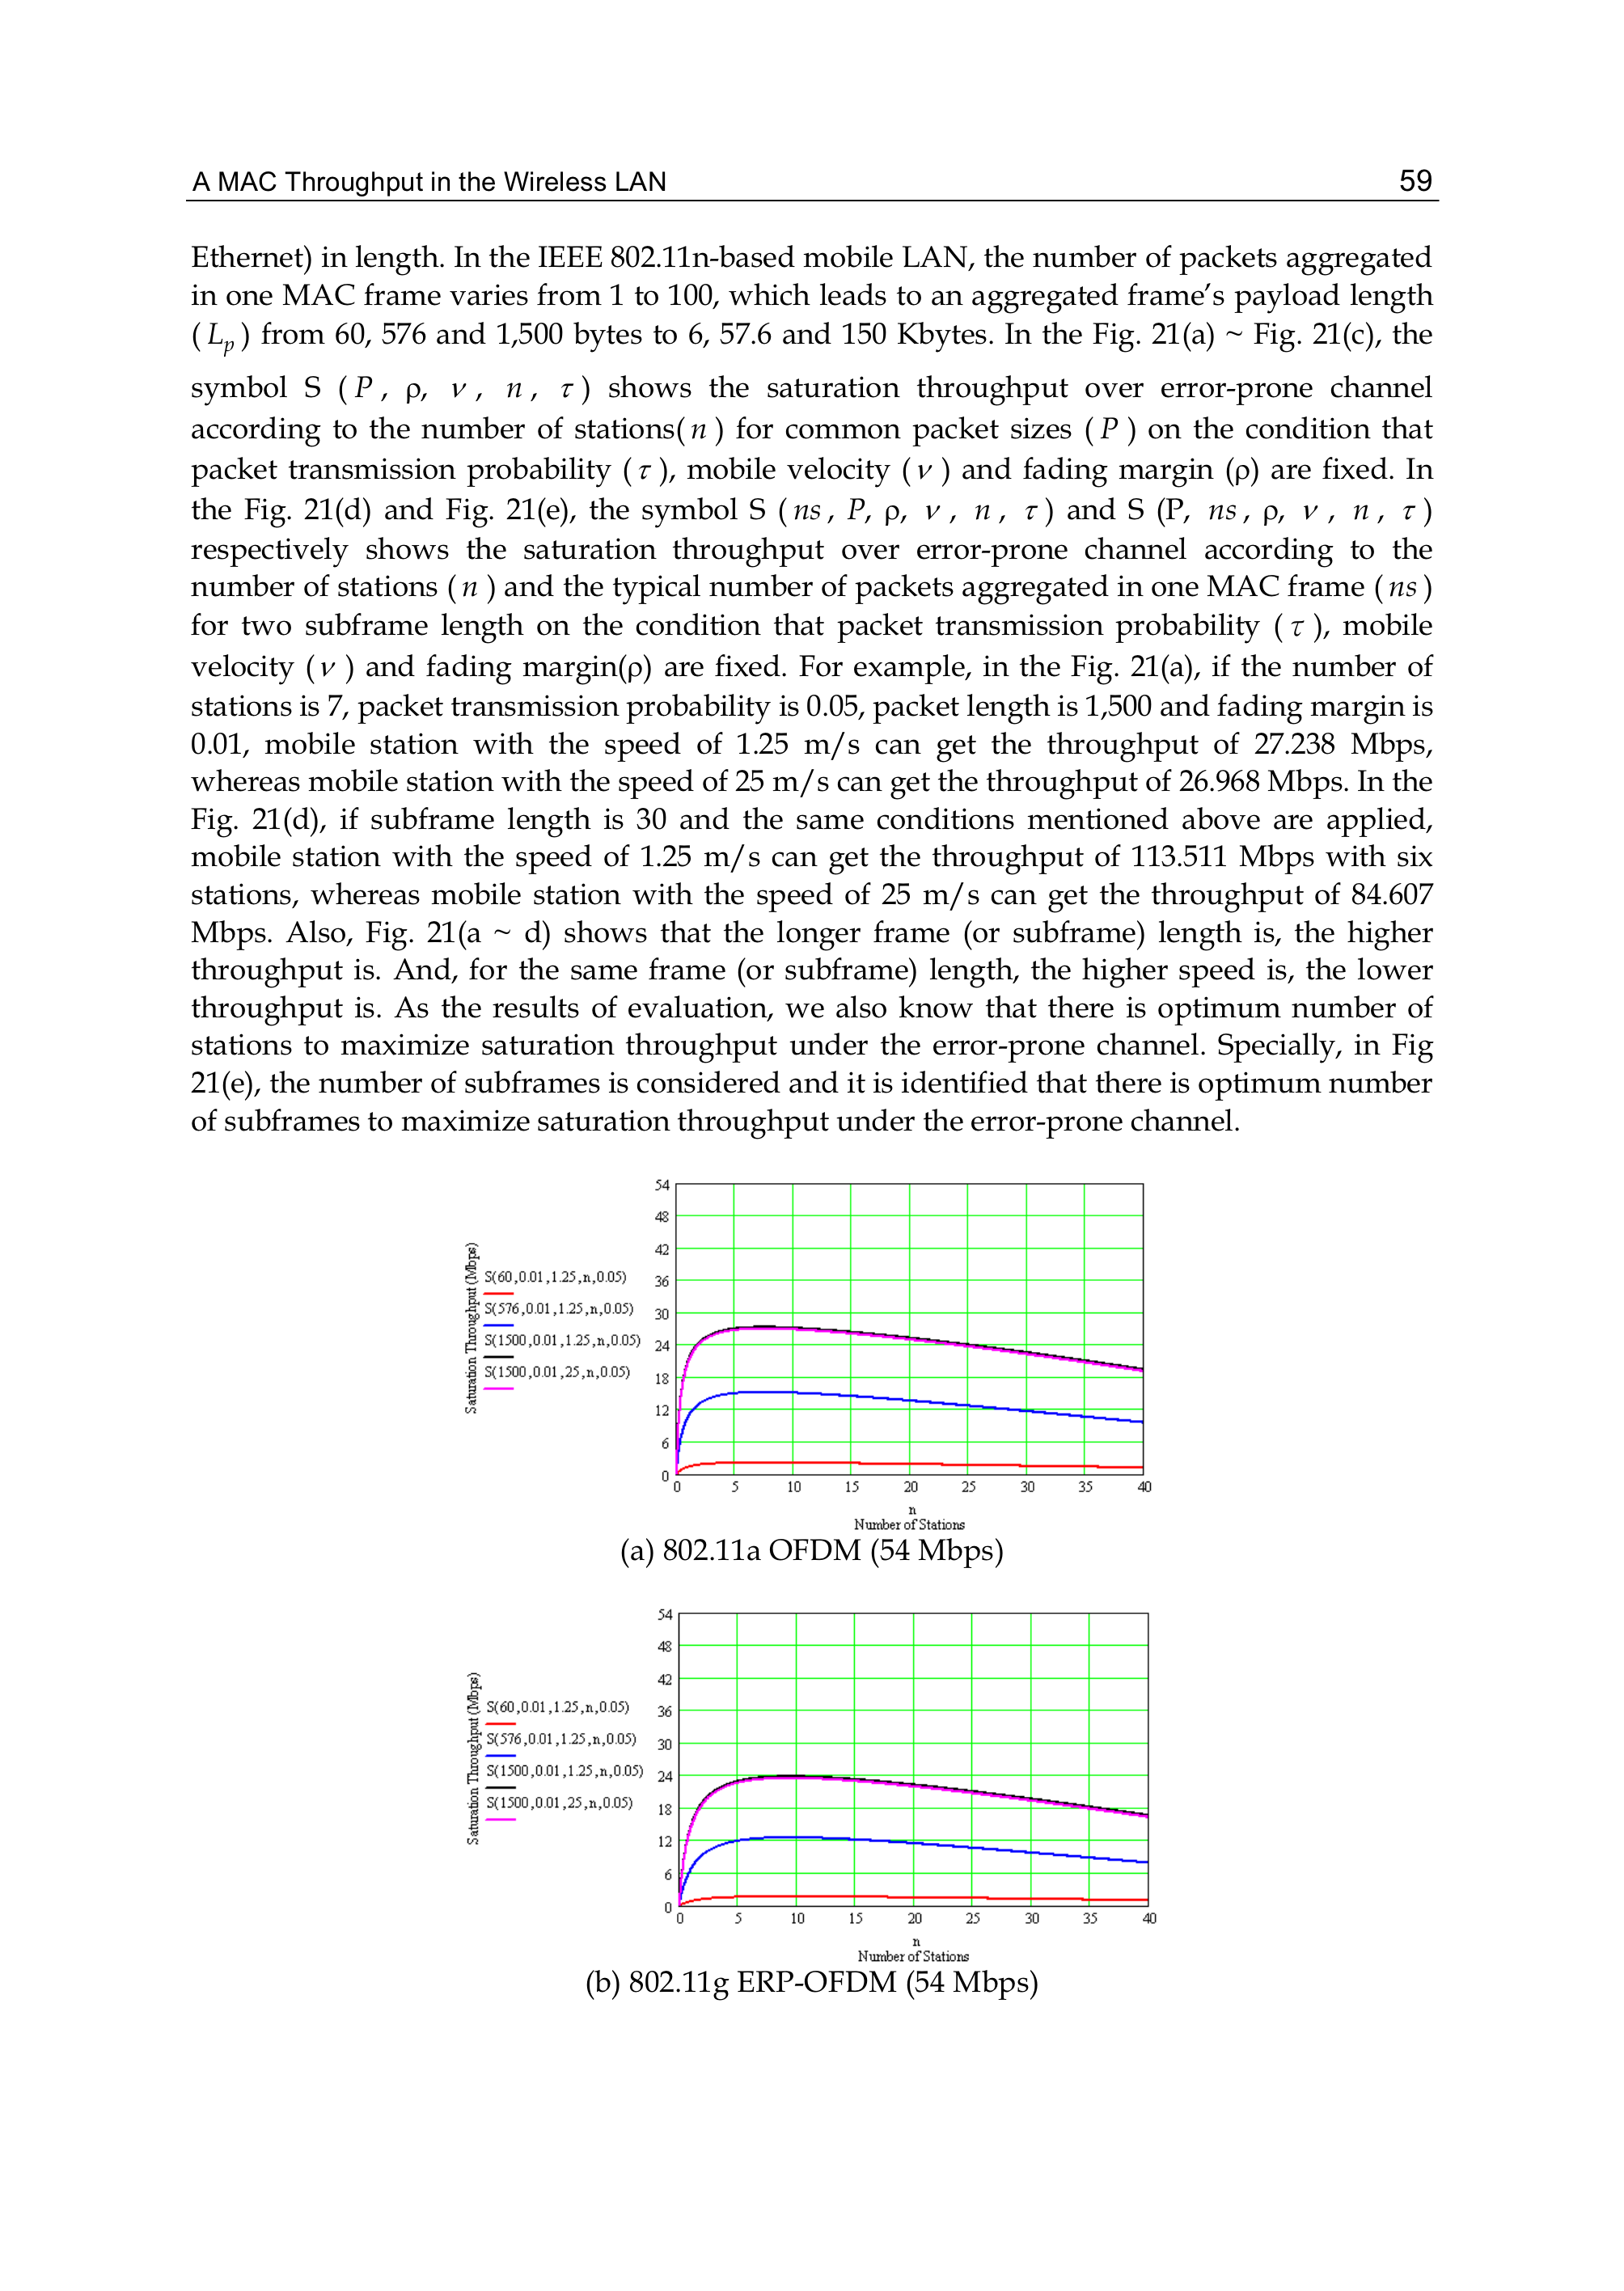 A MAC Throughput in the Wireless LAN 59
Ethernet) in length. In the IEEE 802.11n-based mobile LAN, the number of packets aggregated
in one MAC frame varies from 1 to 100, which leads to an aggregated frame's payload length
( Lp ) from 60, 576 and 1,500 bytes to 6, 57.6 and 150 Kbytes. In the Fig. 21(a) ~ Fig. 21(c), the
symbol S ( P , ρ, ν , n , τ ) shows the saturation throughput over error-prone channel
according to the number of stations( n ) for common packet sizes ( P ) on the condition that
packet transmission probability ( τ ), mobile velocity ( ν ) and fading margin (ρ) are fixed. In
the Fig. 21(d) and Fig. 21(e), the symbol S ( ns , P, ρ, ν , n , τ ) and S (P, ns , ρ, ν , n , τ )
respectively shows the saturation throughput over error-prone channel according to the
number of stations ( n ) and the typical number of packets aggregated in one MAC frame ( ns )
for two subframe length on the condition that packet transmission probability ( τ ), mobile
velocity ( ν ) and fading margin(ρ) are fixed. For example, in the Fig. 21(a), if the number of
stations is 7, packet transmission probability is 0.05, packet length is 1,500 and fading margin is
0.01, mobile station with the speed of 1.25 m/s can get the throughput of 27.238 Mbps,
whereas mobile station with the speed of 25 m/s can get the throughput of 26.968 Mbps. In the
Fig. 21(d), if subframe length is 30 and the same conditions mentioned above are applied,
mobile station with the speed of 1.25 m/s can get the throughput of 113.511 Mbps with six
stations, whereas mobile station with the speed of 25 m/s can get the throughput of 84.607
Mbps. Also, Fig. 21(a ~ d) shows that the longer frame (or subframe) length is, the higher
throughput is. And, for the same frame (or subframe) length, the higher speed is, the lower
throughput is. As the results of evaluation, we also know that there is optimum number of
stations to maximize saturation throughput under the error-prone channel. Specially, in Fig
21(e), the number of subframes is considered and it is identified that there is optimum number
of subframes to maximize saturation throughput under the error-prone channel.
Saturation Throughput (Mbps)
S(60,0.01,1.25,n,0.05)
S(576,0.01,1.25,n,0.05)
S(1500,0.01,1.25,n,0.05)
S(1500,0.01,25,n,0.05)
54
48
42
36
30
24
18
12
6
0
0 5 10 15 20 25 30 35 40
n
Number of Stations
(a) 802.11a OFDM (54 Mbps)
Saturation Throughput (Mbps)
S(60,0.01,1.25,n,0.05)
S(576,0.01,1.25,n,0.05)
S(1500,0.01,1.25,n,0.05)
S(1500,0.01,25,n,0.05)
54
48
42
36
30
24
18
12
6
0
0 5 10 15 20 25 30 35 40
n
Number of Stations
(b) 802.11g ERP-OFDM (54 Mbps)